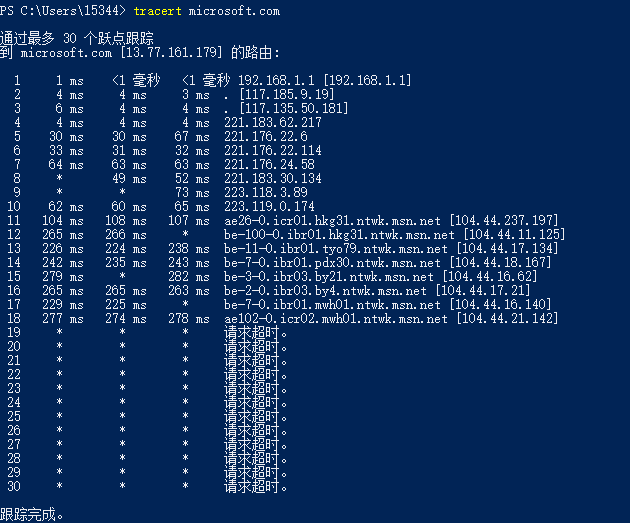 PS C:\Users\15344> tracert microsoft.com
通过最多 30 个跃点跟踪
到 microsoft.com [13.77.161.179] 的路由:
1 1 ms <1 毫秒 <1 毫秒 192.168.1.1 [192.168.1.1]
2 4 ms 4 ms 3 ms . [117.185.9.19]
3 6 ms 4 ms 4 ms . [117.135.50.181]
4 4 ms 4 ms 4 ms 221.183.62.217
5 30 ms 30 ms 67 ms 221.176.22.6
6 33 ms 31 ms 32 ms 221.176.22.114
7 64 ms 63 ms 63 ms 221.176.24.58
8 * 49 ms 52 ms 221.183.30.134
9 * * 73 ms 223.118.3.89
10 62 ms 60 ms 65 ms 223.119.0.174
11 104 ms 108 ms 107 ms ae26-0.icr01.hkg31.ntwk.msn.net [104.44.237.197]
12 265 ms 266 ms * be-100-0.ibr01.hkg31.ntwk.msn.net [104.44.11.125]
13 226 ms 224 ms 238 ms be-11-0.ibr01.tyo79.ntwk.msn.net [104.44.17.134]
14 242 ms 235 ms 243 ms be-7-0.ibr01.pdx30.ntwk.msn.net [104.44.18.167]
15 279 ms * 282 ms be-3-0.ibr03.by21.ntwk.msn.net [104.44.16.62]
16 265 ms 265 ms 263 ms be-2-0.ibr03.by4.ntwk.msn.net [104.44.17.21]
17 229 ms 225 ms * be-7-0.ibr01.mwh01.ntwk.msn.net [104.44.16.140]
18 277 ms 274 ms 278 ms ae102-0.icr02.mwh01.ntwk.msn.net [104.44.21.142]
19 * * * 请求超时。
20 * * * 请求超时。
21 * * * 请求超时。
22 * * * 请求超时。
23 * * * 请求超时。
24 * * * 请求超时。
25 * * * 请求超时。
26 * * * 请求超时。
27 * * * 请求超时。
28 * * * 请求超时。
29 * * * 请求超时。
30 * * * 请求超时。
跟踪完成。